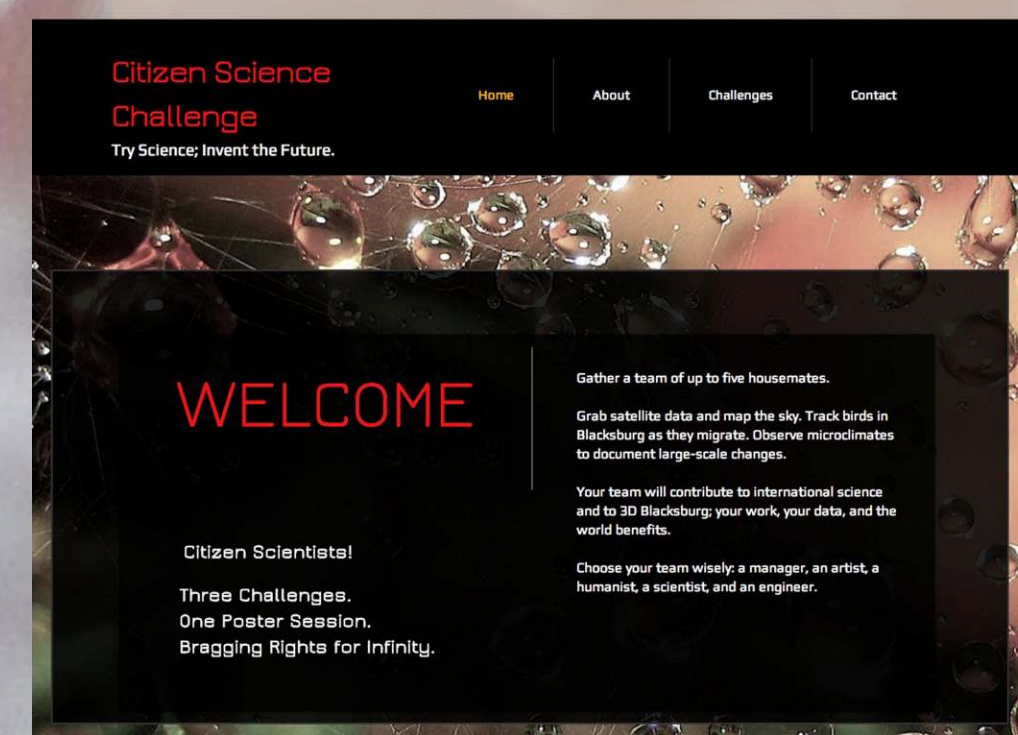 Citizen Science
Challenge
Try Science; Invent the Future.
Home
About
Challenges
Contact
WELCOME
Citizen Scientists!
Three Challenges.
One Poster Session.
Bragging Rights for Infinity.
Gather a team of up to five housemates.
Grab satellite data and map the sky. Track birds in
Blacksburg as they migrate. Observe microclimates
to document large-scale changes.
Your team will contribute to international science
and to 3D Blacksburg; your work, your data, and the
world benefits.
Choose your team wisely: a manager, an artist, a
humanist, a scientist, and an engineer.